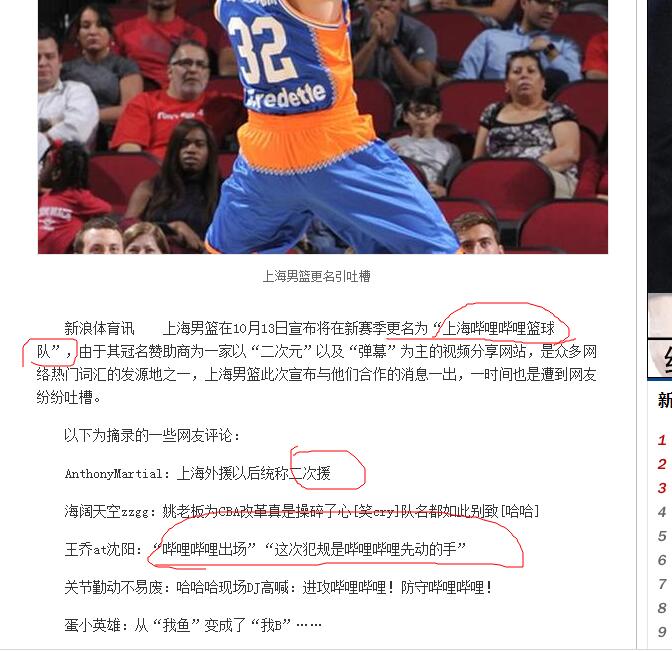 32
Fredette
上海男篮更名引吐槽
新浪体育讯 上海男篮在10月13日宣布将在新赛季更名为“上海哔哩哔哩篮球
队”，由于其冠名赞助商为一家以“二次元”以及“弹幕”为主的视频分享网站，是众多网
络热门词汇的发源地之一，上海男篮此次宣布与他们合作的消息一出，一时间也是遭到网友
纷纷吐槽。
以下为摘录的一些网友评论：
AnthonyMartial：上海外援以后统称二次援
海阔天空zzgg：姚老板为CBA改革真是操碎了心[笑cry]队名都如此别致[哈哈]
王乔at沈阳：“哔哩哔哩出场”“这次犯规是哔哩哔哩先动的手”
关节勤动不易废：哈哈哈现场DJ高喊：进攻哔哩哔哩！防守哔哩哔哩！
蛋小英雄：从“我鱼”变成了“我B”……
新
1
2
3
4
5
6
7
8
9